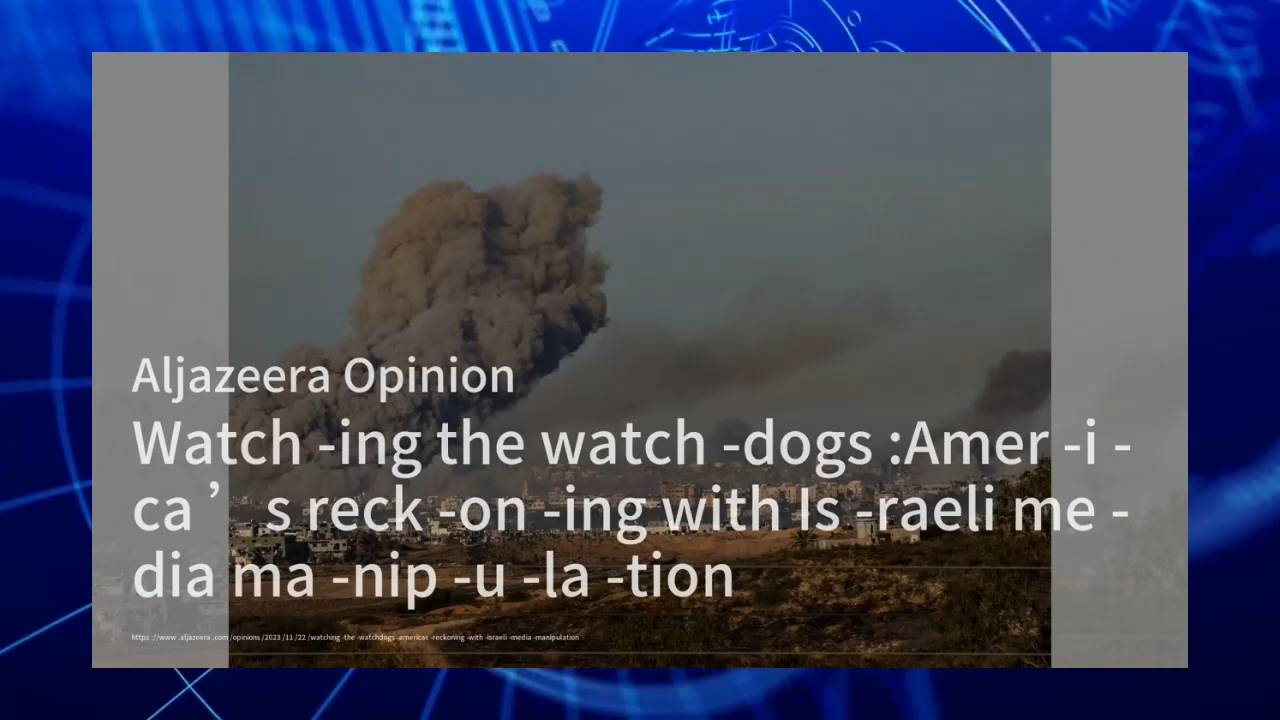 Aljazeera Opinion
Watch -ing the watch -dogs :Amer -i -
ca’ s reck -on -ing with Is -raeli me -
dia ma -nip -u -la -tion
https ://www .aljazeera .com /opinions /2023 /11 /22 /watching -the -watchdogs -americas -reckoning -with -israeli -media -manipulation